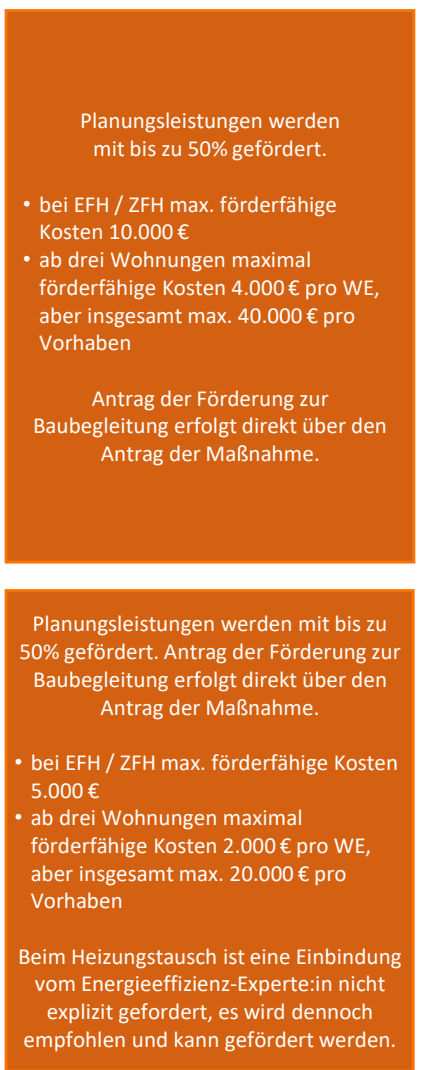 Planungsleistungen werden
mit bis zu 50% gefördert.
• bei EFH / ZFH max. förderfähige
Kosten 10.000 €
• ab drei Wohnungen maximal
förderfähige Kosten 4.000 € pro WE,
aber insgesamt max. 40.000 € pro
Vorhaben
Antrag der Förderung zur
Baubegleitung erfolgt direkt über den
Antrag der Maßnahme.
Planungsleistungen werden mit bis zu
50% gefördert. Antrag der Förderung zur
Baubegleitung erfolgt direkt über den
Antrag der Maßnahme.
• bei EFH / ZFH max. förderfähige Kosten
5.000 €
• ab drei Wohnungen maximal
förderfähige Kosten 2.000 € pro WE,
aber insgesamt max. 20.000 € pro
Vorhaben
Beim Heizungstausch ist eine Einbindung
vom Energieeffizienz-Experte:in nicht
explizit gefordert, es wird dennoch
empfohlen und kann gefördert werden.